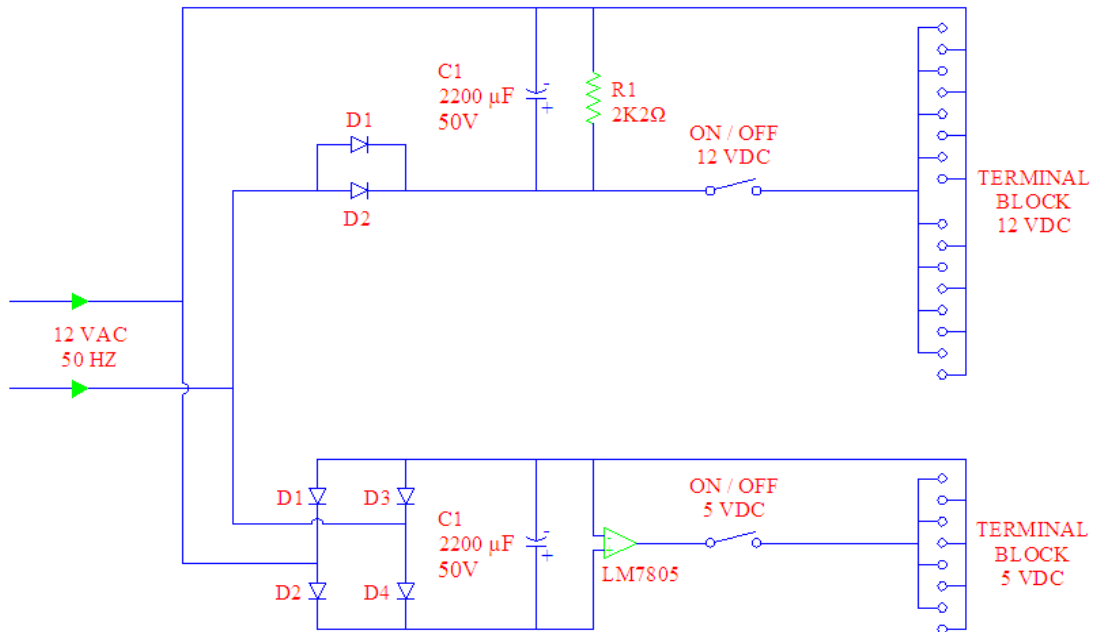 C1
2200 µF
50V
-
+
R1
2K2Ω
D1
D2
ON / OFF
12 VDC
TERMINAL
BLOCK
12 VDC
12 VAC
50 HZ
D1
D3
D2
D4
C1
2200 µF
50V
-
+
-
+
LM7805
ON / OFF
5 VDC
TERMINAL
BLOCK
5 VDC